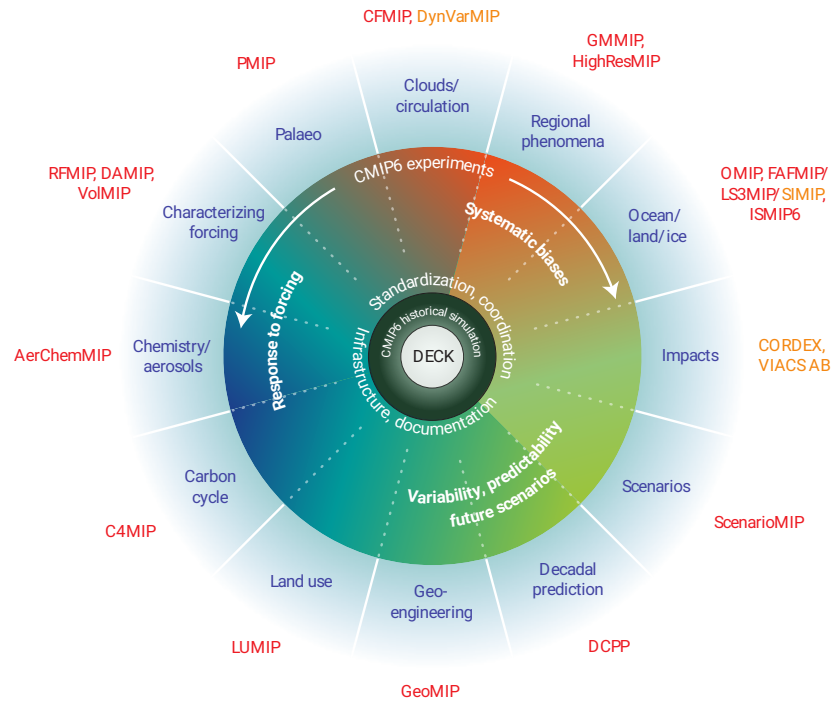 CFMIP, DynVarMIP
GMMIP,
HighResMIP
PMIP
Clouds/
circulation
Regional
phenomena
Palaeo
RFMIP, DAMIP,
VolMIP
OMIP, FAFMIP/
LS3MIP/SIMIP,
ISMIP6
Characterizing
forcing
CMIP6 experiments
Ocean/
land/ice
Systematic biases
Response to forcing
Standardization, coordination
CMIP6 historical simulation
DECK
Infrastructure, documentation
AerChemMIP
Chemistry/
aerosols
Impacts
CORDEX,
VIACS AB
Variability, predictability
future scenarios
Carbon
cycle
Scenarios
C4MIP
ScenarioMIP
Land use
Geo-
engineering
Decadal
prediction
LUMIP
DCPP
GeoMIP